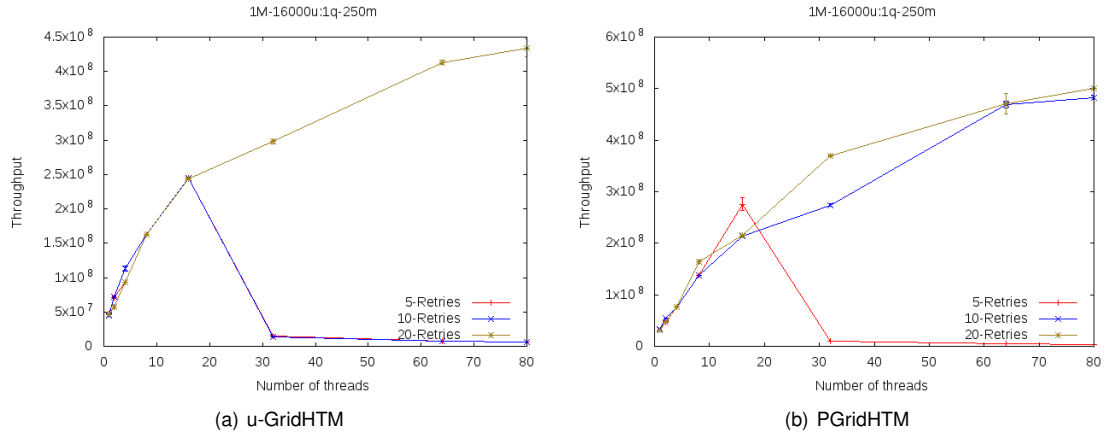 1M-16000u:1q-250m
4.5x10^8
4x10^8
3.5x10^8
3x10^8
2.5x10^8
2x10^8
1.5x10^8
1x10^8
5x10^7
0
Throughput
5-Retries
10-Retries
20-Retries
0 10 20 30 40 50 60 70 80
Number of threads
(a) u-GridHTM
1M-16000u:1q-250m
6x10^8
5x10^8
4x10^8
3x10^8
2x10^8
1x10^8
0
Throughput
5-Retries
10-Retries
20-Retries
0 10 20 30 40 50 60 70 80
Number of threads
(b) PGridHTM